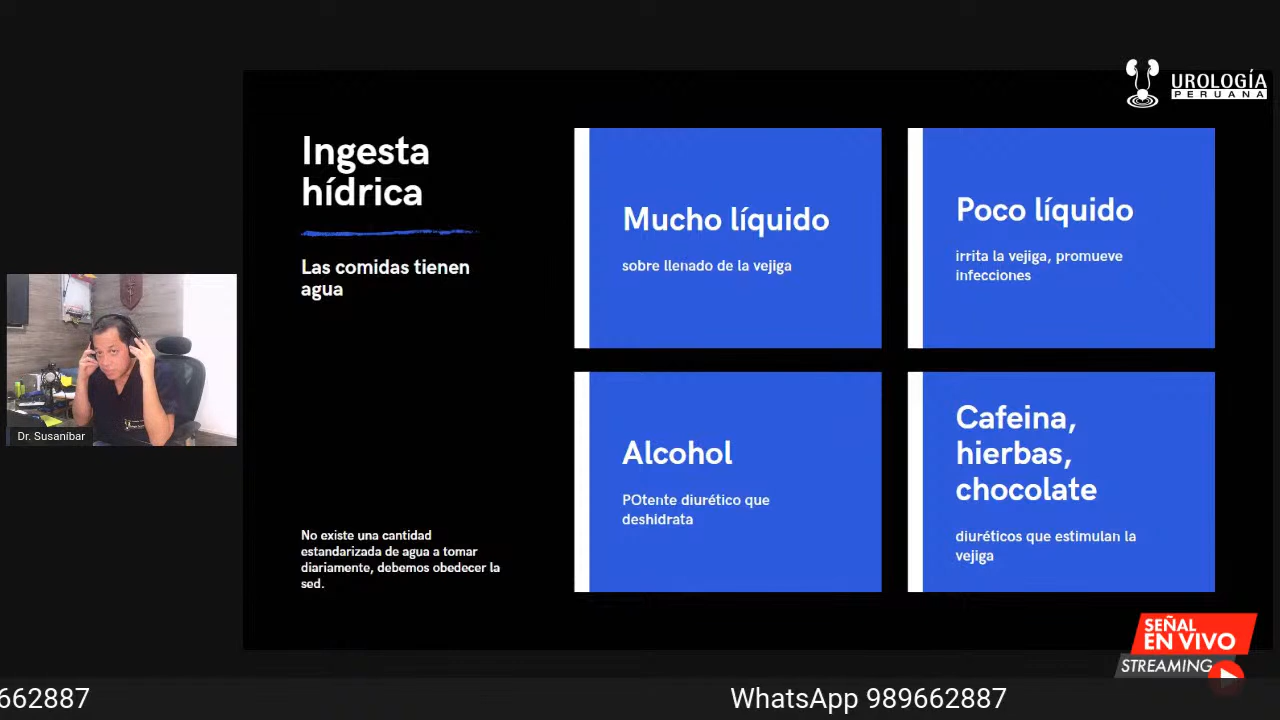 UROLOGÍA
PERUANA
Ingesta
hídrica
Las comidas tienen
agua
No existe una cantidad
estandarizada de agua a tomar
diariamente, debemos obedecer la
sed.
Mucho líquido
sobre llenado de la vejiga
Poco líquido
irrita la vejiga, promueve
infecciones
Alcohol
POtente diurético que
deshidrata
Cafeina,
hierbas,
chocolate
diuréticos que estimulan la
vejiga
Dr. Susaníbar
SEÑAL
EN VIVO
STREAMING
662887
WhatsApp 989662887